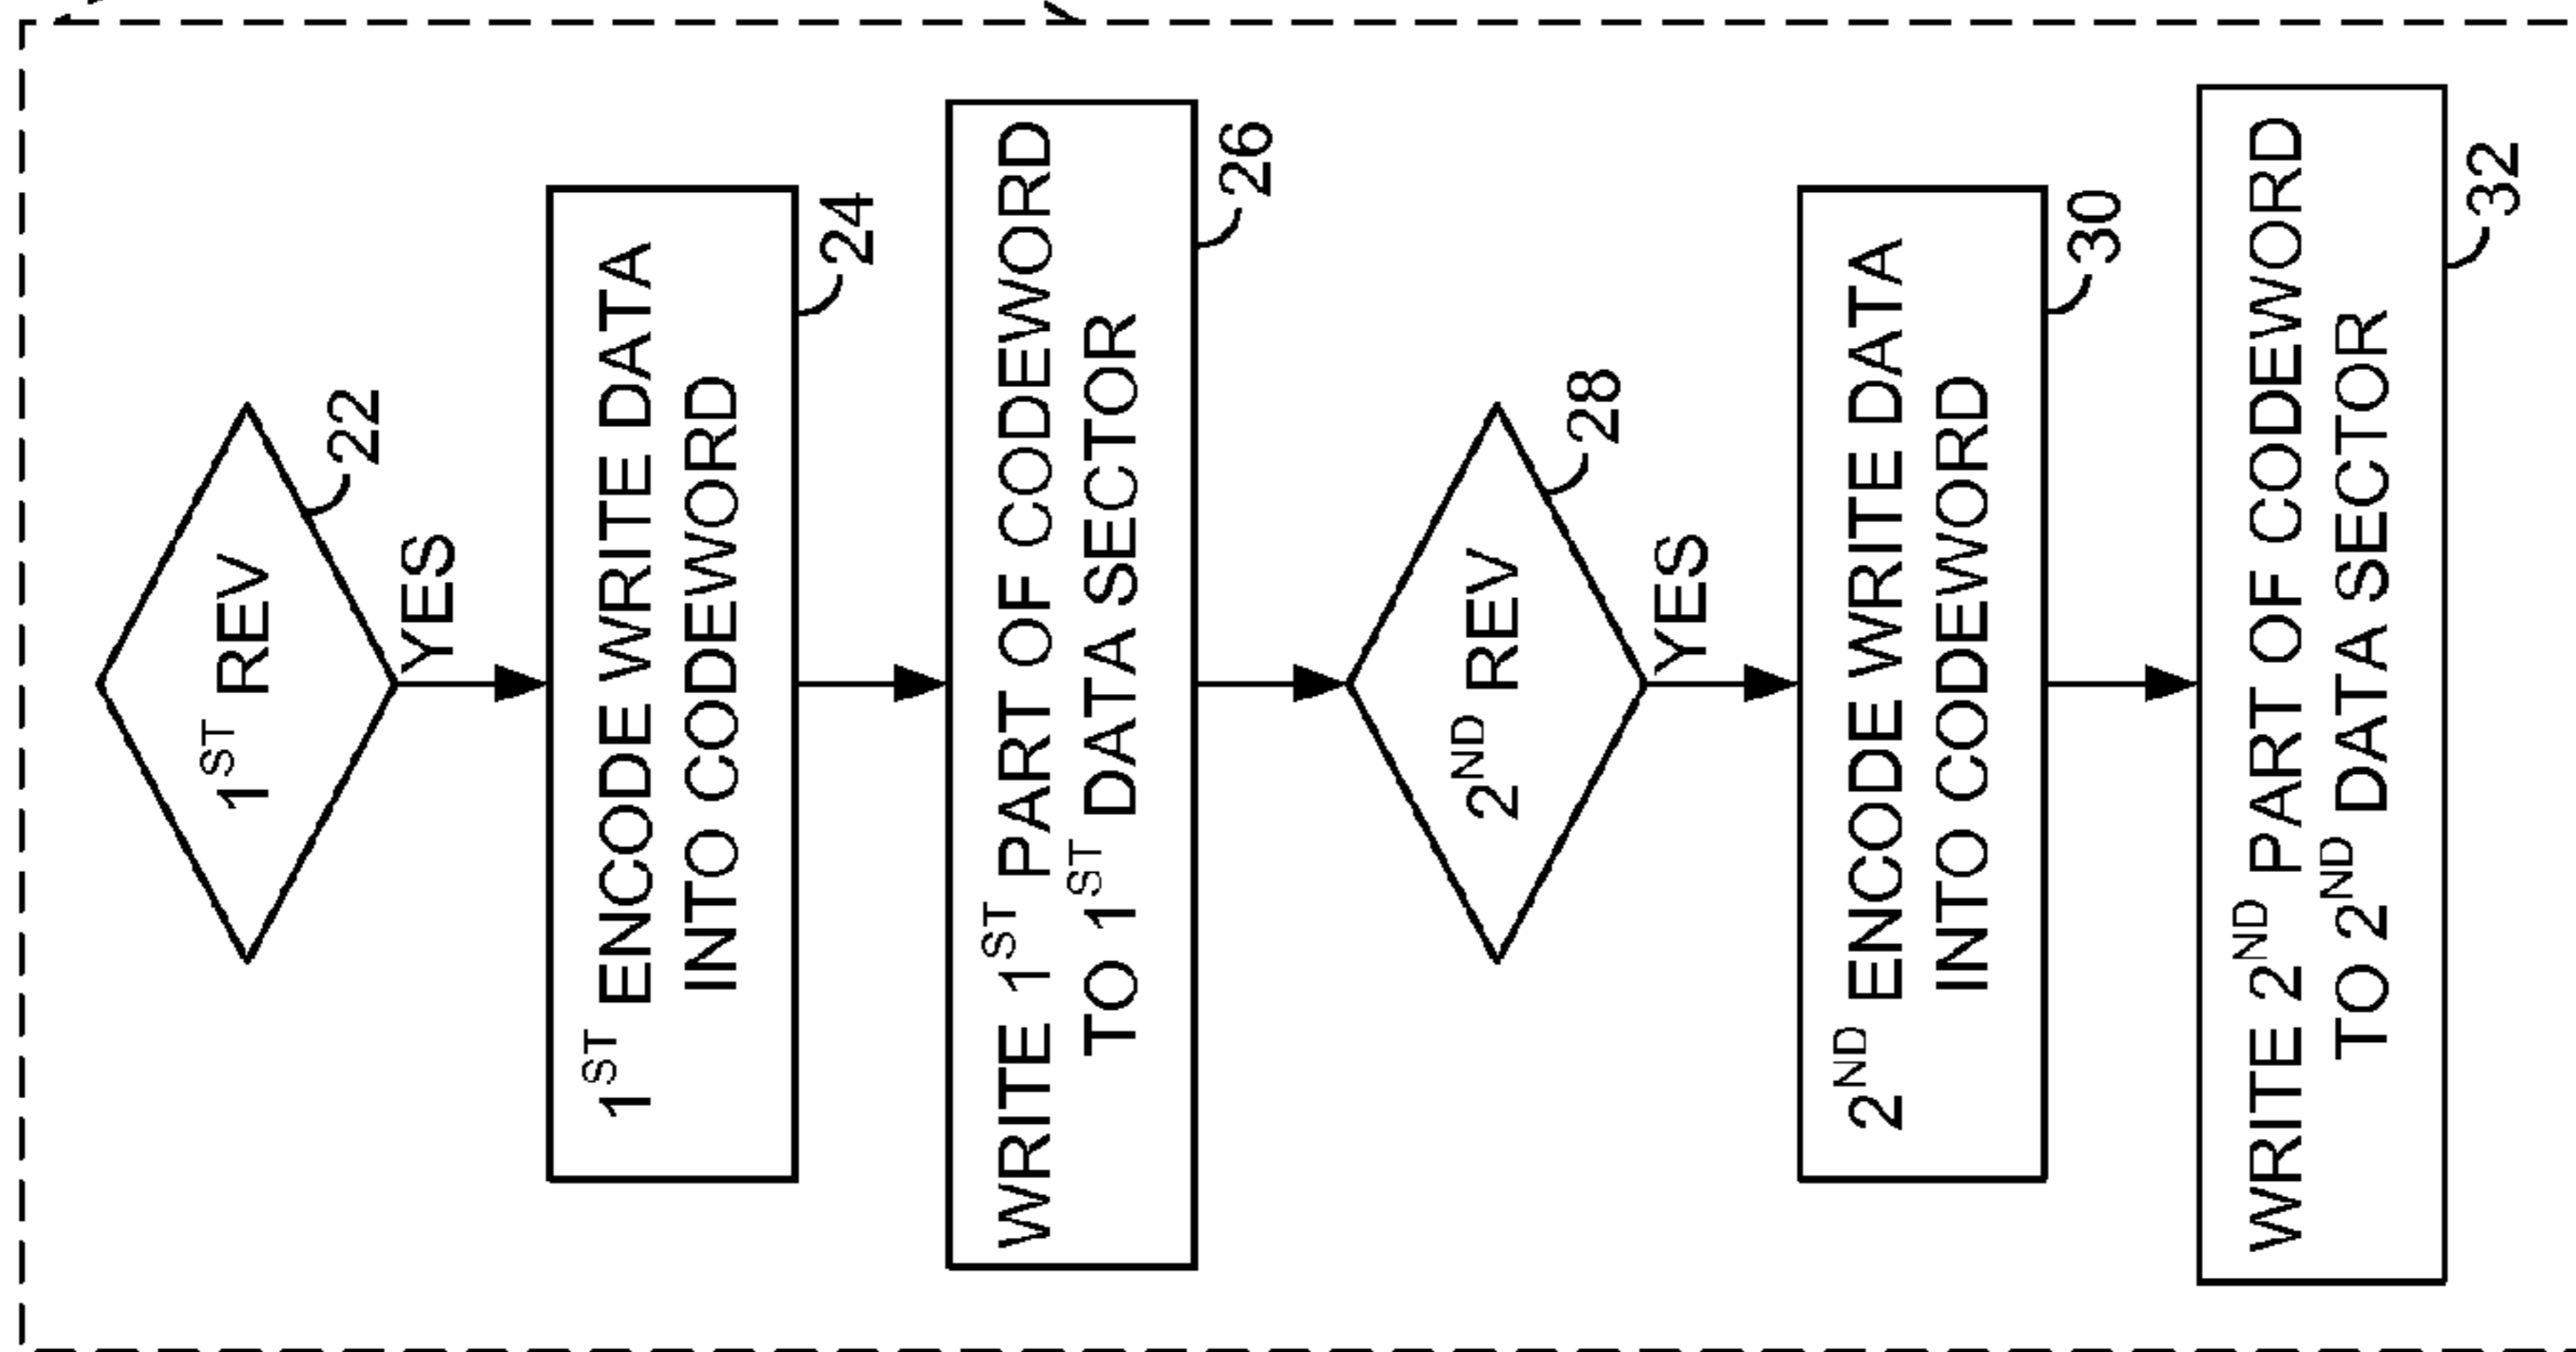 1ST REV
22
YES
1ST ENCODE WRITE DATA
INTO CODEWORD
24
WRITE 1ST PART OF CODEWORD
TO 1ST DATA SECTOR
26
2ND REV
28
YES
2ND ENCODE WRITE DATA
INTO CODEWORD
30
WRITE 2ND PART OF CODEWORD
TO 2ND DATA SECTOR
32